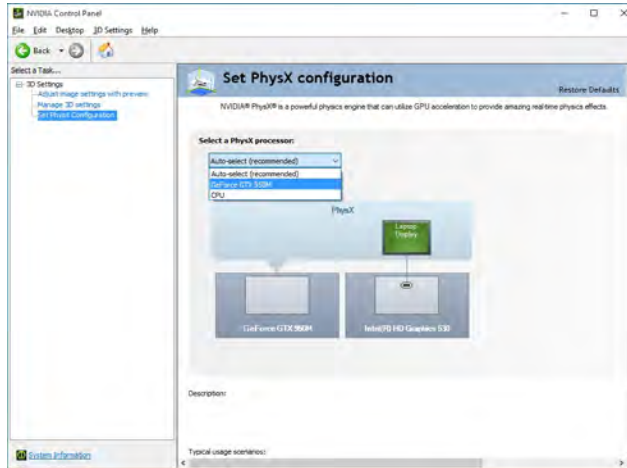 NVIDIA Control Panel
File Edit Desktop 3D Settings Help
Back
Select a Task...
3D Settings
Adjust image settings with preview
Manage 3D settings
Set PhysX Configuration
Set PhysX configuration
Restore Defaults
NVIDIA® PhysX® is a powerful physics engine that can utilize GPU acceleration to provide amazing real-time physics effects.
Select a PhysX processor:
Auto-select (recommended)
Auto-select (recommended)
GeForce GTX 960M
CPU
PhysX
Laptop
Display
GeForce GTX 960M
Intel(R) HD Graphics 530
Description:
System Information
Typical usage scenarios: